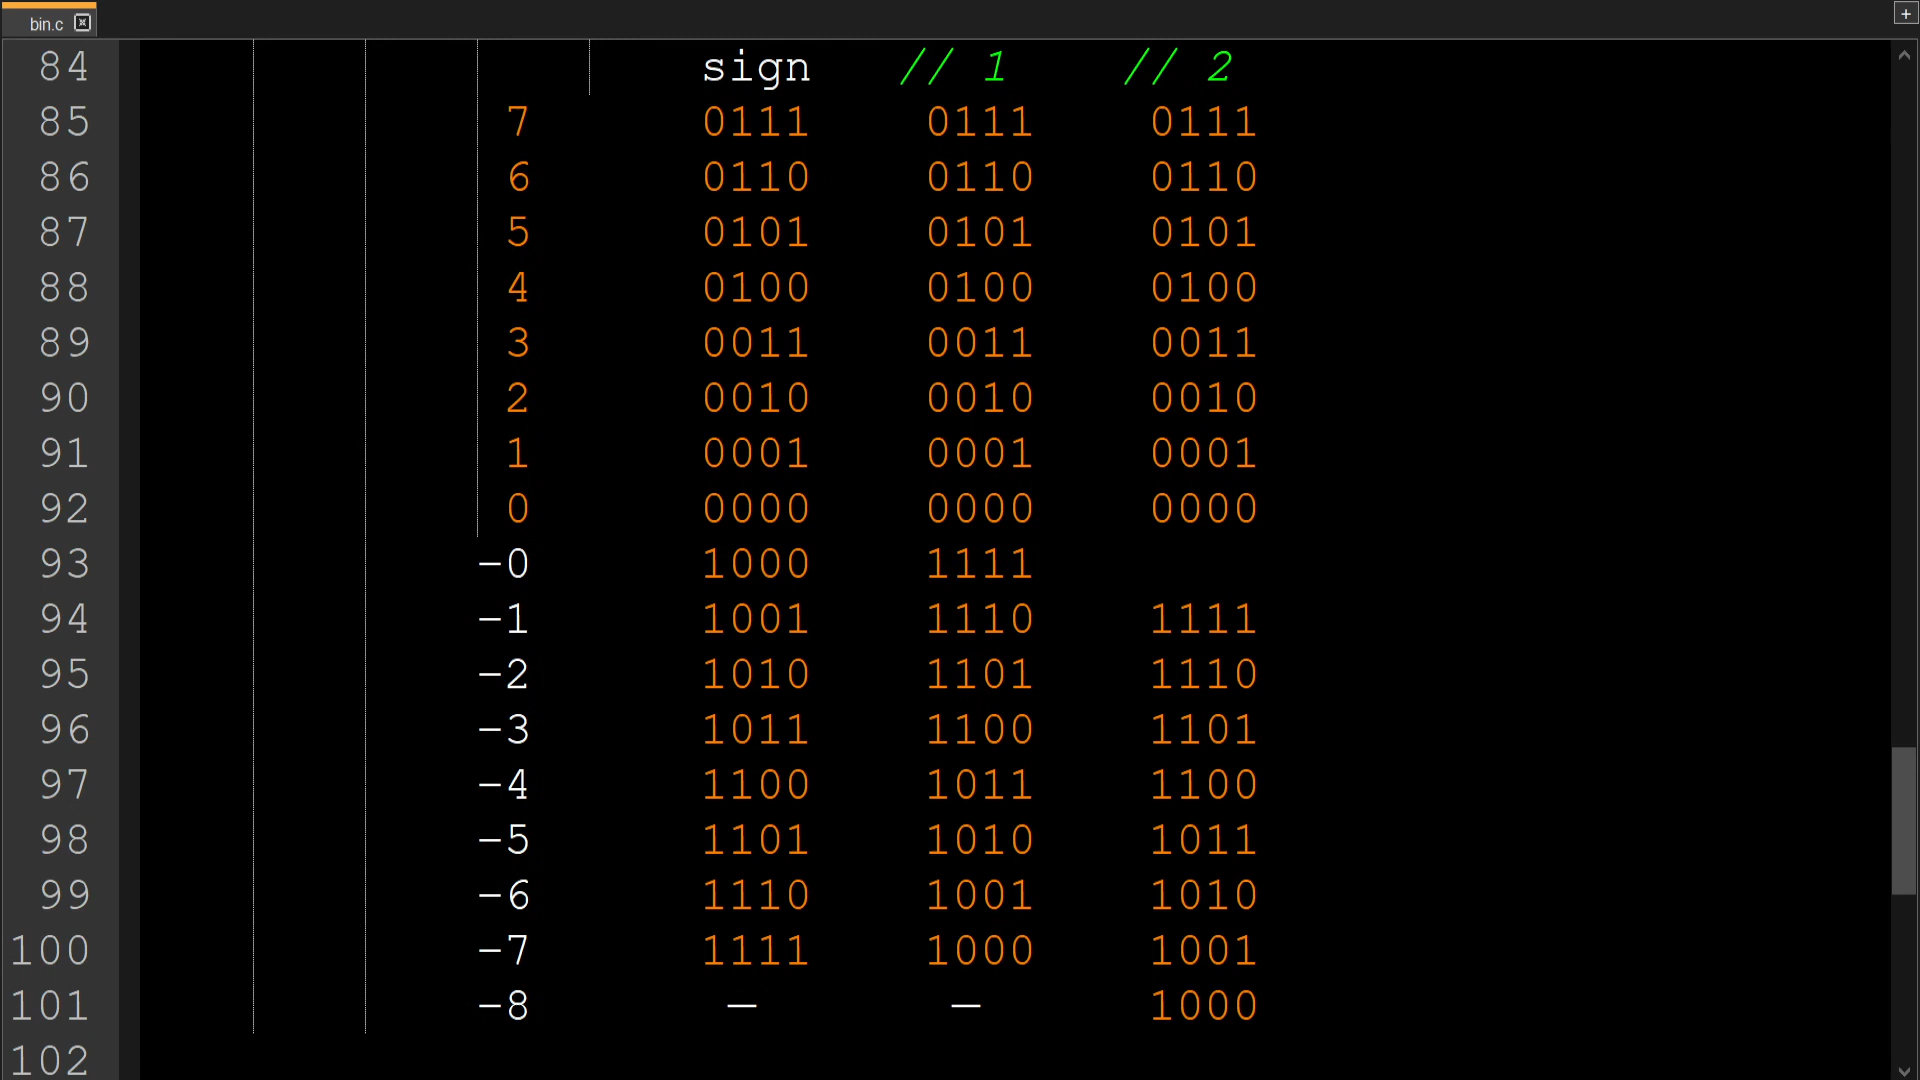 bin.c
84 sign // 1 // 2
85 7 0111 0111 0111
86 6 0110 0110 0110
87 5 0101 0101 0101
88 4 0100 0100 0100
89 3 0011 0011 0011
90 2 0010 0010 0010
91 1 0001 0001 0001
92 0 0000 0000 0000
93 -0 1000 1111
94 -1 1001 1110 1111
95 -2 1010 1101 1110
96 -3 1011 1100 1101
97 -4 1100 1011 1100
98 -5 1101 1010 1011
99 -6 1110 1001 1010
100 -7 1111 1000 1001
101 -8 — — 1000
102